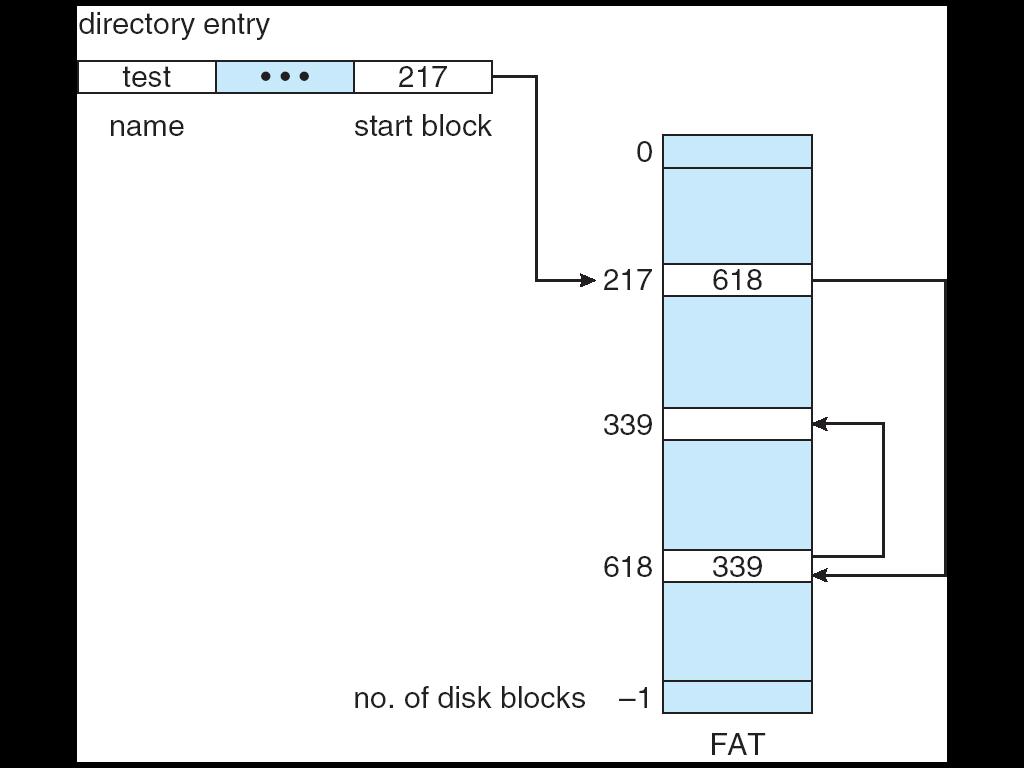 directory entry
test ••• 217
name start block
0
217 618
339
618 339
no. of disk blocks –1
FAT